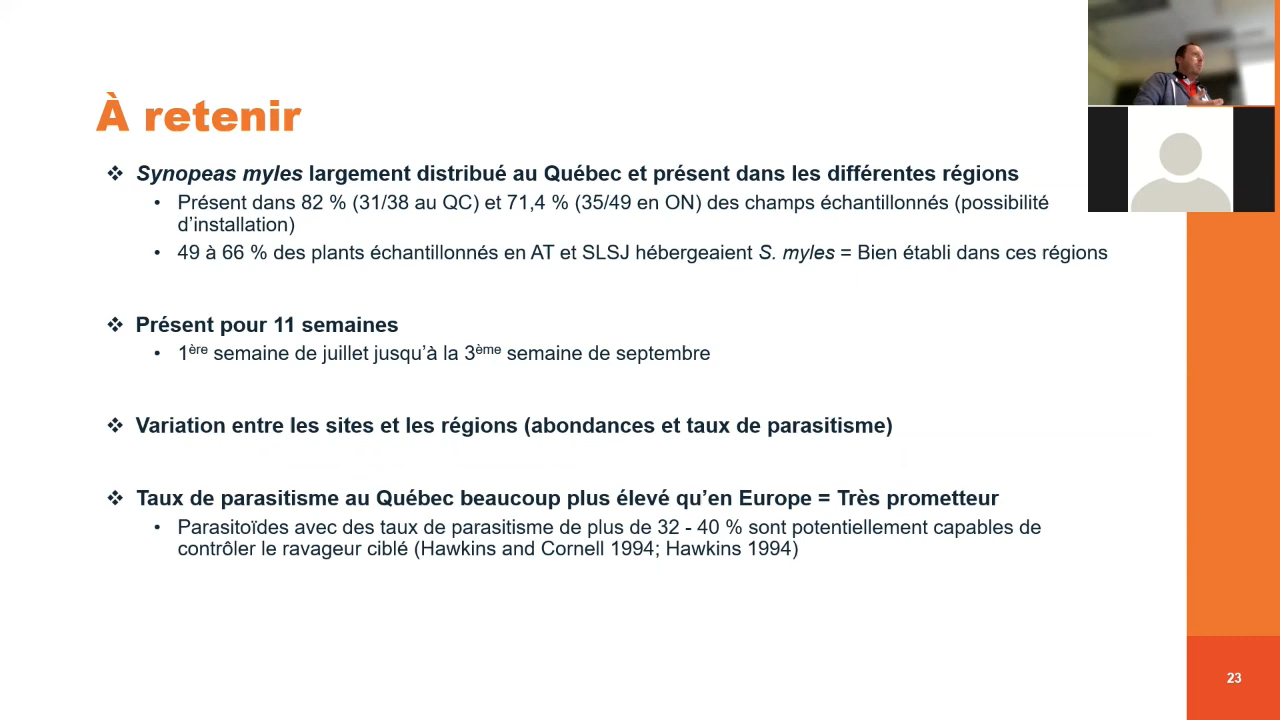 À retenir
❖ Synopeas myles largement distribué au Québec et présent dans les différentes régions
• Présent dans 82 % (31/38 au QC) et 71,4 % (35/49 en ON) des champs échantillonnés (possibilité
d’installation)
• 49 à 66 % des plants échantillonnés en AT et SLSJ hébergeaient S. myles = Bien établi dans ces régions
❖ Présent pour 11 semaines
• 1ère semaine de juillet jusqu’à la 3ème semaine de septembre
❖ Variation entre les sites et les régions (abondances et taux de parasitisme)
❖ Taux de parasitisme au Québec beaucoup plus élevé qu’en Europe = Très prometteur
• Parasitoïdes avec des taux de parasitisme de plus de 32 - 40 % sont potentiellement capables de
contrôler le ravageur ciblé (Hawkins and Cornell 1994; Hawkins 1994)
23